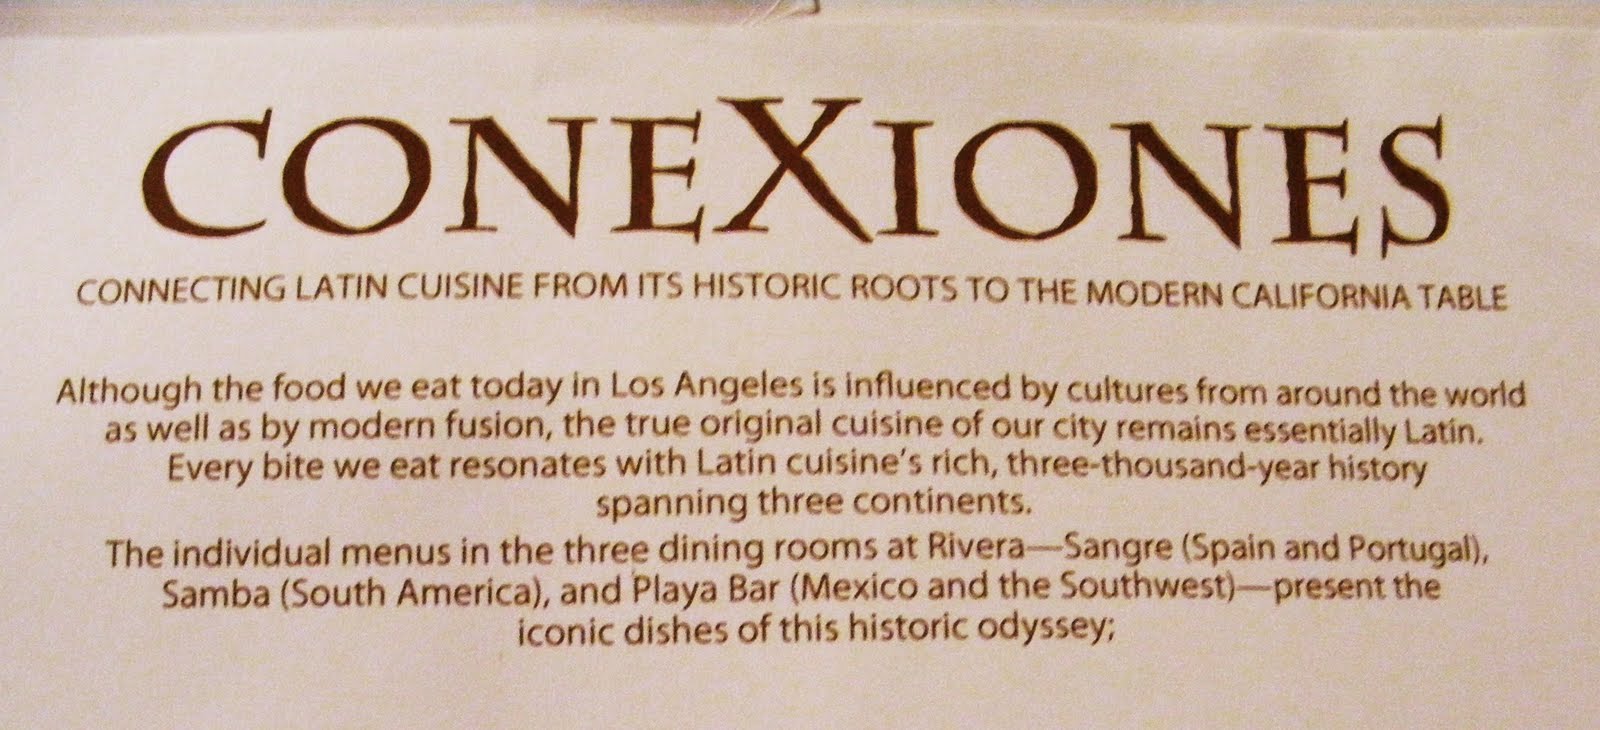 CONEXIONES
CONNECTING LATIN CUISINE FROM ITS HISTORIC ROOTS TO THE MODERN CALIFORNIA TABLE
Although the food we eat today in Los Angeles is influenced by cultures from around the world
as well as by modern fusion, the true original cuisine of our city remains essentially Latin.
Every bite we eat resonates with Latin cuisine's rich, three-thousand-year history
spanning three continents.
The individual menus in the three dining rooms at Rivera—Sangre (Spain and Portugal),
Samba (South America), and Playa Bar (Mexico and the Southwest)—present the
iconic dishes of this historic odyssey;